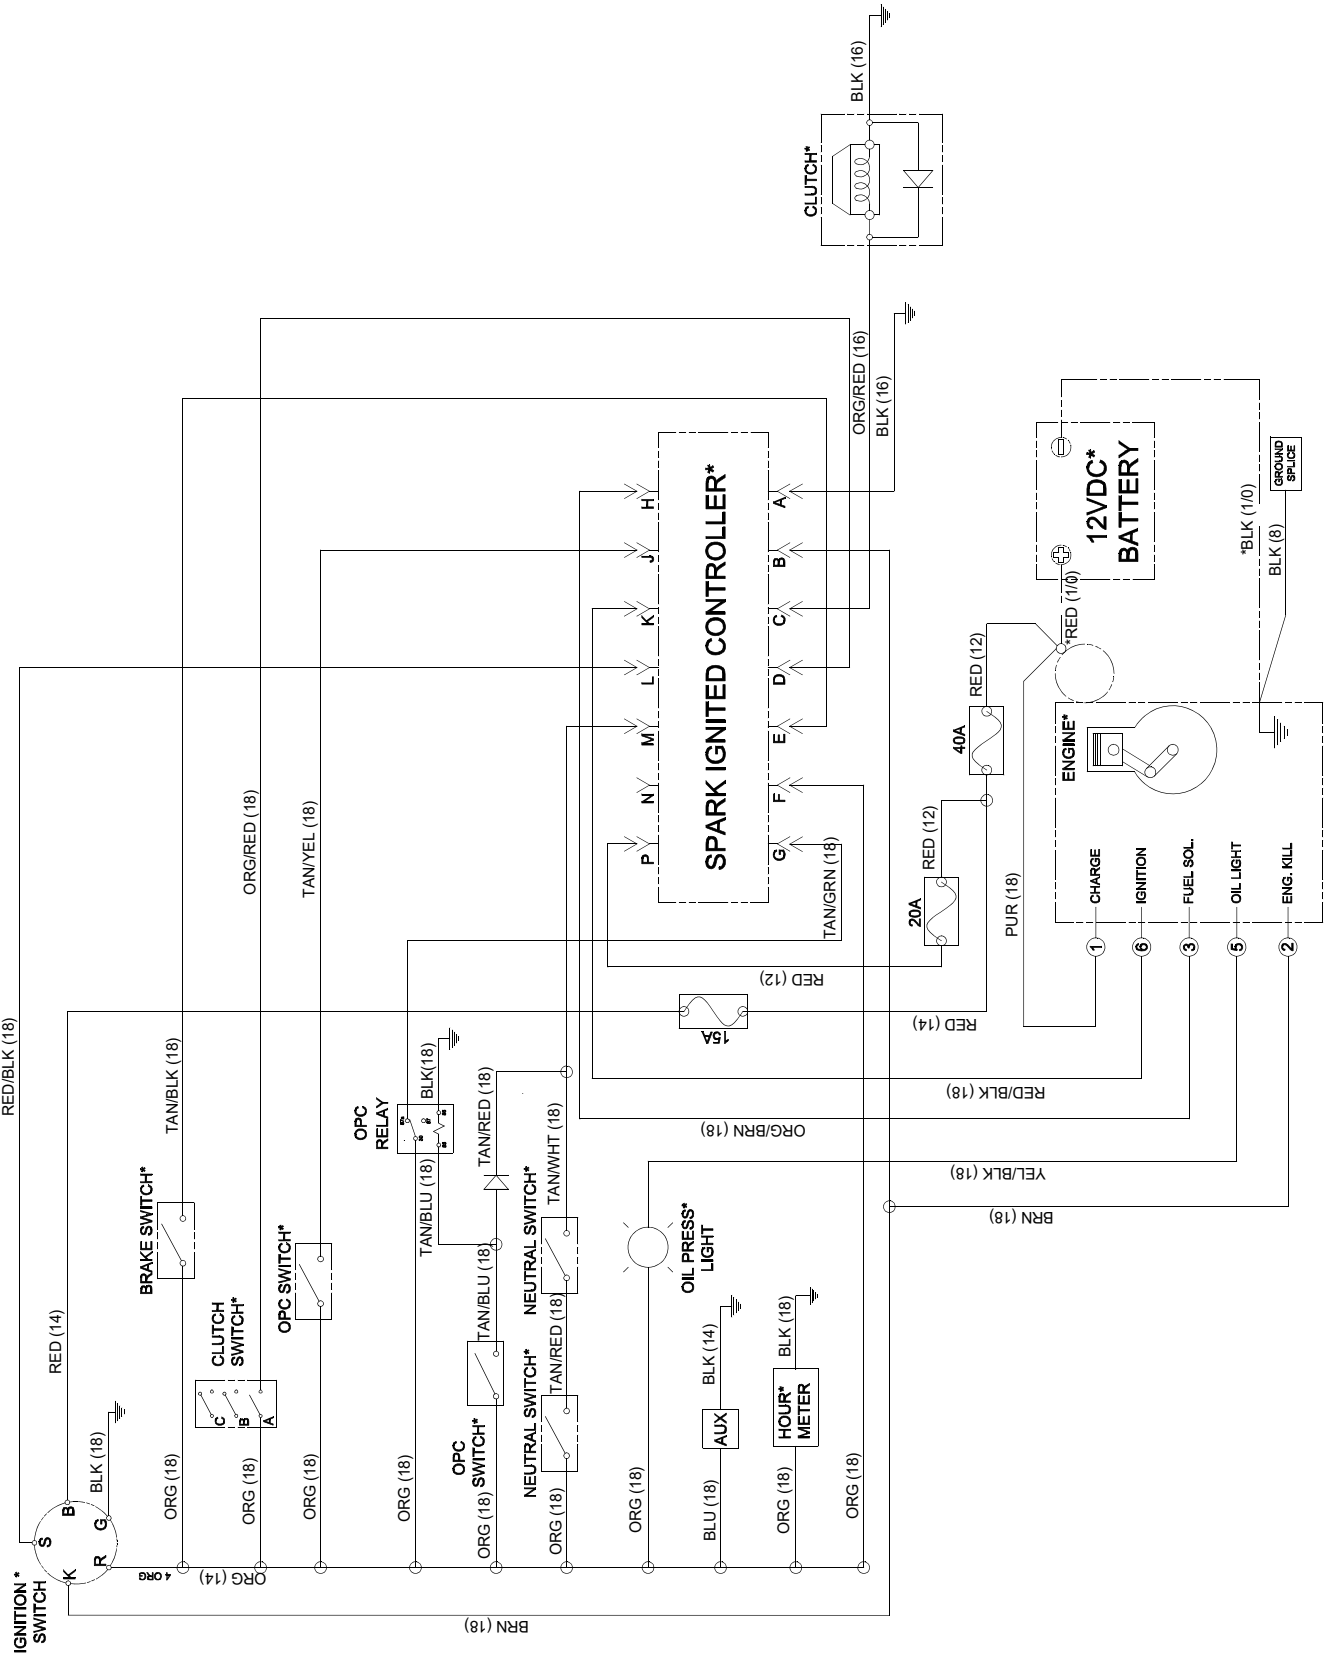 BLK (16)
CLUTCH*
ORG/RED (16)
BLK (16)
SPARK IGNITED CONTROLLER*
H
J
K
L
M
N
P
A
B
C
D
E
F
G
12VDC*
BATTERY
*RED (1/0)
*BLK (1/0)
BLK (8)
GROUND
SPLICE
RED (12)
40A
RED (12)
20A
PUR (18)
ENGINE*
CHARGE
IGNITION
FUEL SOL.
OIL LIGHT
ENG. KILL
1
6
3
5
2
TAN/GRN (18)
RED (12)
RED (14)
15A
RED/BLK (18)
ORG/BRN (18)
YEL/BLK (18)
BRN (18)
RED/BLK (18)
TAN/BLK (18)
ORG/RED (18)
TAN/YEL (18)
OPC
RELAY
BLK(18)
TAN/BLU (18)
TAN/RED (18)
TAN/WHT (18)
BRAKE SWITCH*
OPC SWITCH*
CLUTCH
SWITCH*
C
B
A
TAN/BLU (18)
NEUTRAL SWITCH*
OPC
SWITCH*
TAN/RED (18)
NEUTRAL SWITCH*
OIL PRESS*
LIGHT
BLK (14)
AUX
BLK (18)
HOUR*
METER
RED (14)
BLK (18)
ORG (18)
ORG (18)
ORG (18)
ORG (18)
ORG (18)
ORG (18)
ORG (18)
BLU (18)
ORG (18)
ORG (18)
IGNITION *
SWITCH
S
B
G
R
K
4 ORG
ORG (14)
BRN (18)